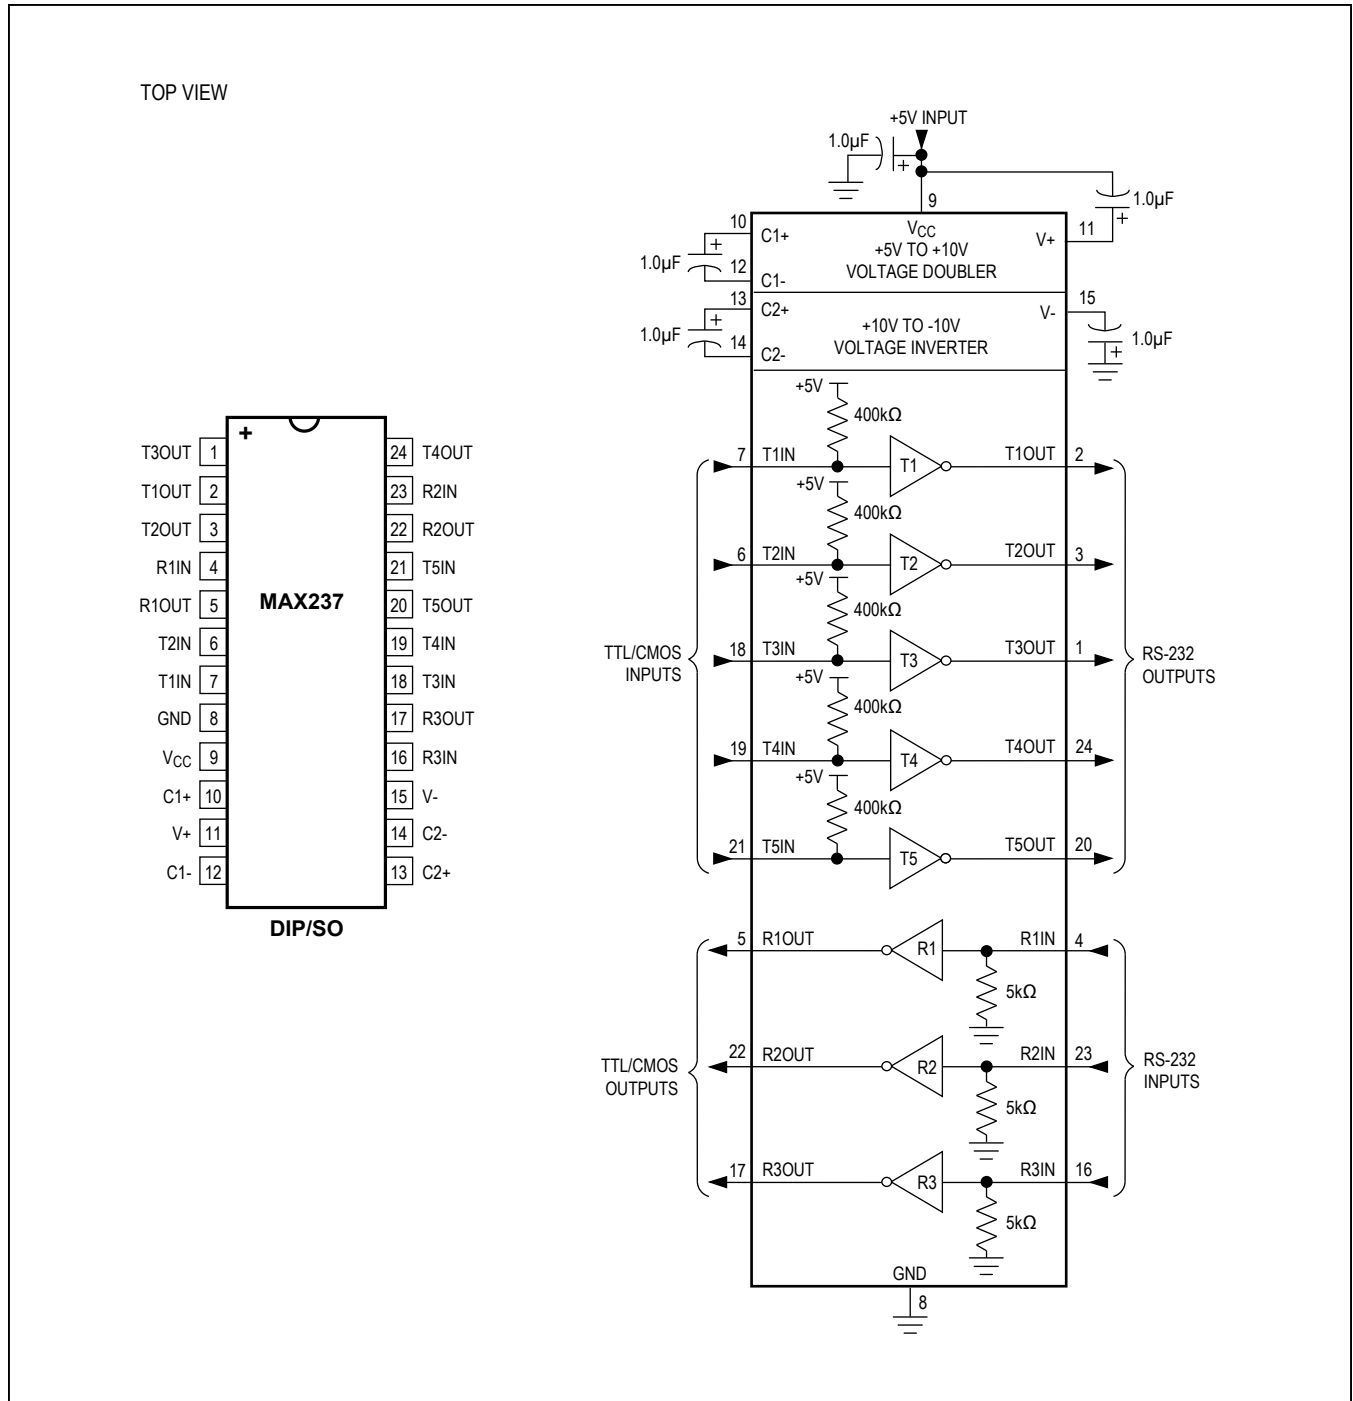 TOP VIEW
+
T3OUT 1
T1OUT 2
T2OUT 3
R1IN 4
R1OUT 5
T2IN 6
T1IN 7
GND 8
VCC 9
C1+ 10
V+ 11
C1- 12
MAX237
24 T4OUT
23 R2IN
22 R2OUT
21 T5IN
20 T5OUT
19 T4IN
18 T3IN
17 R3OUT
16 R3IN
15 V-
14 C2-
13 C2+
DIP/SO
+5V INPUT
1.0µF
+
9
1.0µF
+
10
C1+
VCC
+5V TO +10V
VOLTAGE DOUBLER
V+
11
1.0µF
+
12
C1-
13
C2+
+10V TO -10V
VOLTAGE INVERTER
V-
15
1.0µF
+
14
C2-
1.0µF
+
+5V
400kΩ
7 T1IN T1 T1OUT 2
+5V
400kΩ
6 T2IN T2 T2OUT 3
+5V
400kΩ
TTL/CMOS
INPUTS
18 T3IN T3 T3OUT 1
RS-232
OUTPUTS
+5V
400kΩ
19 T4IN T4 T4OUT 24
+5V
400kΩ
21 T5IN T5 T5OUT 20
5 R1OUT R1 R1IN 4
5kΩ
TTL/CMOS
OUTPUTS
22 R2OUT R2 R2IN 23
RS-232
INPUTS
5kΩ
17 R3OUT R3 R3IN 16
5kΩ
GND
8